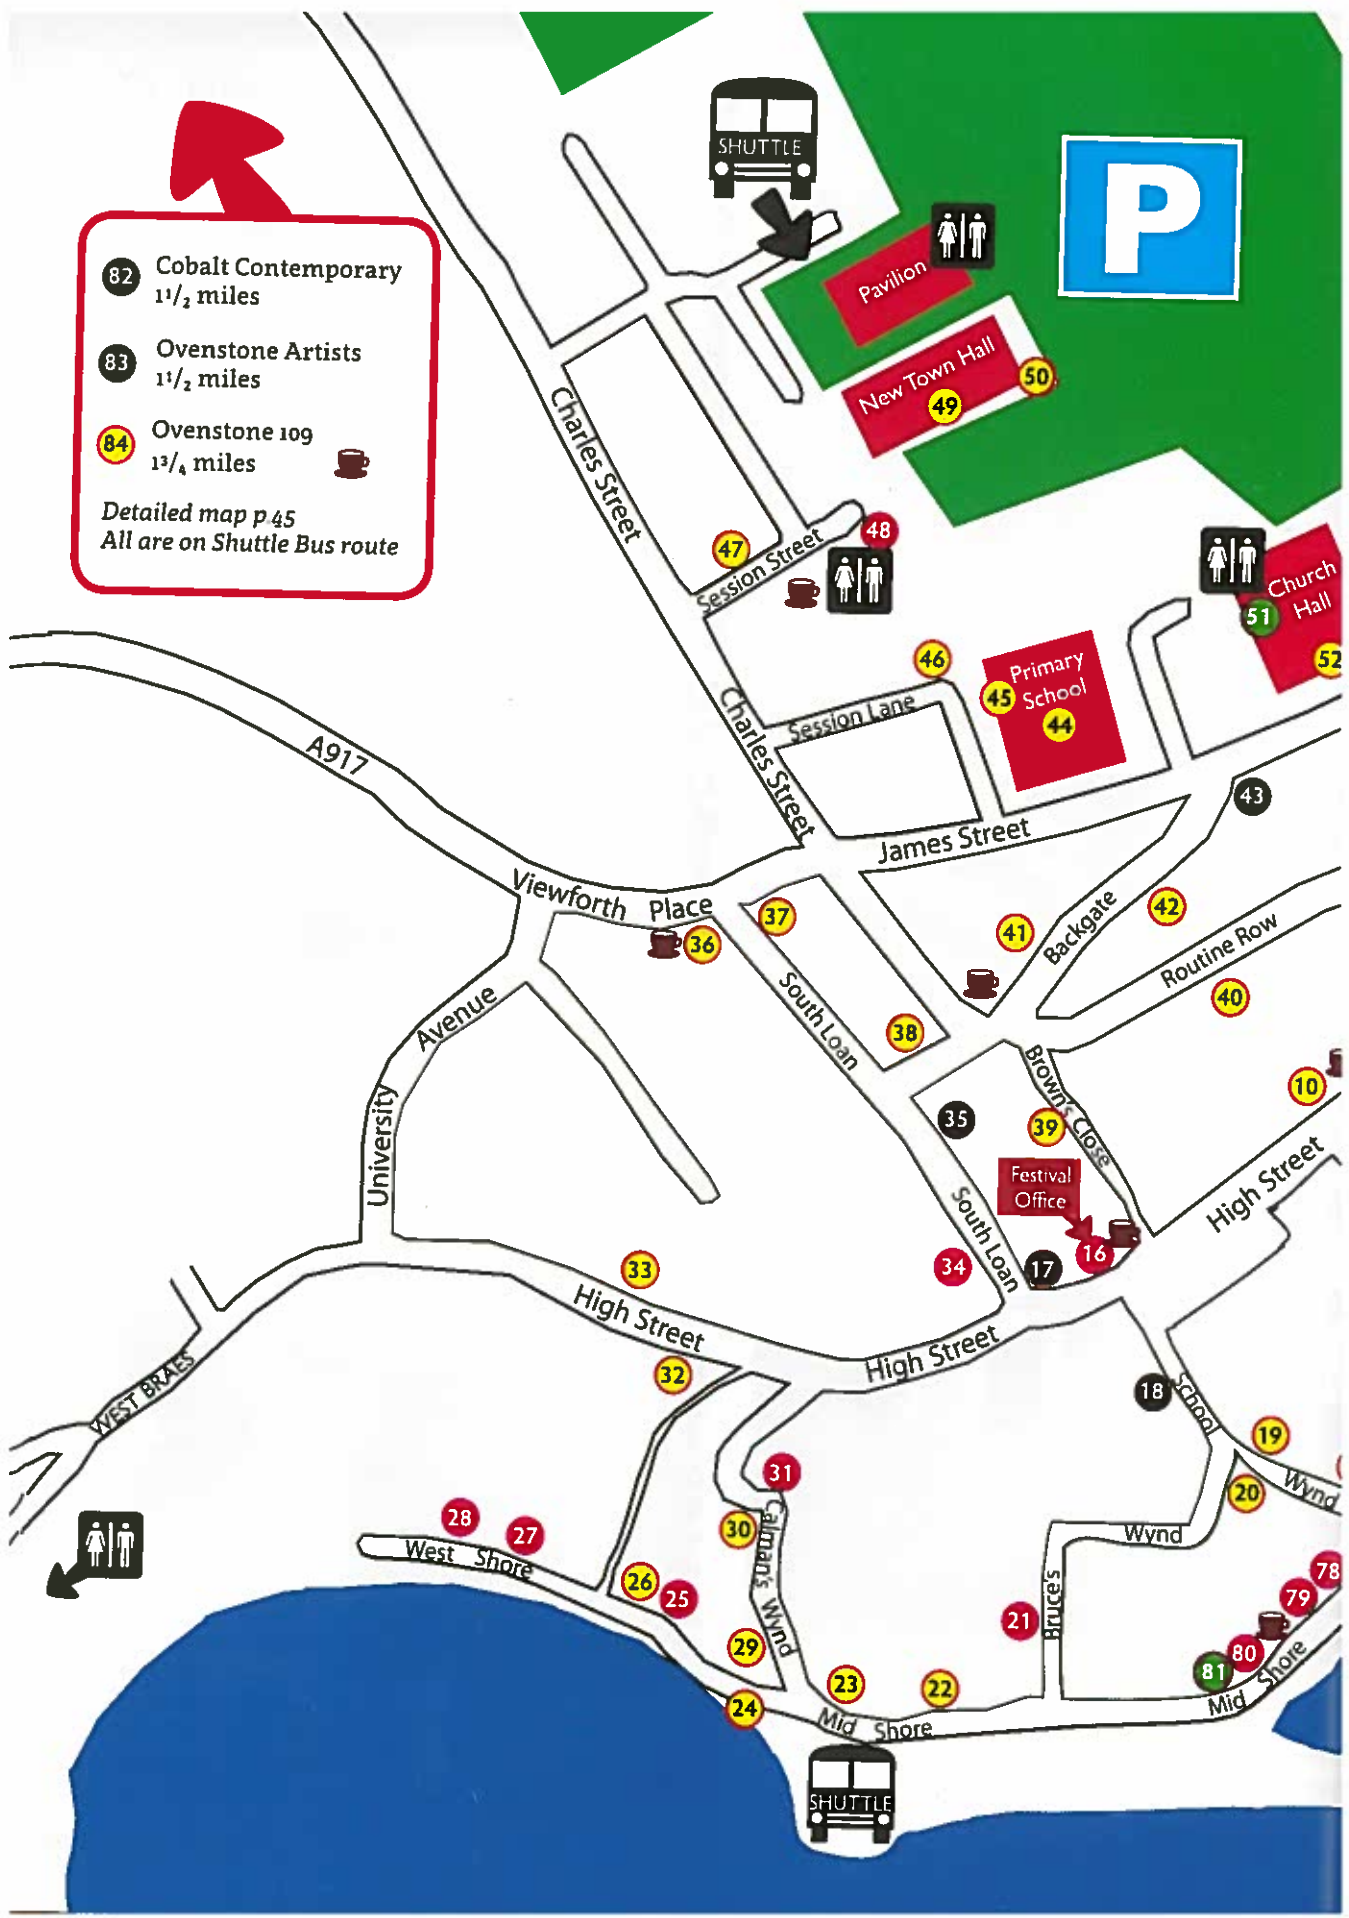 SHUTTLE
P
82 Cobalt Contemporary
1 1/2 miles
83 Ovenstone Artists
1 1/2 miles
84 Ovenstone 109
1 3/4 miles
Detailed map p.45
All are on Shuttle Bus route
Pavilion
New Town Hall
49
50
Charles Street
47
Session Street
48
Church
Hall
51
52
46
Primary
School
45
44
Session Lane
Charles Street
A917
43
James Street
Viewforth Place
36
37
41
Backgate
42
Routine Row
40
South Loan
38
University Avenue
Brown's Close
10
35
39
Festival
Office
High Street
South Loan
34
17
16
33
High Street
High Street
32
WEST BRAES
18
School Wynd
19
20
31
Calman's Wynd
30
28
27
West Shore
26
25
Bruce's Wynd
21
78
79
80
81
29
23
22
24
Mid Shore
Mid Shore
SHUTTLE